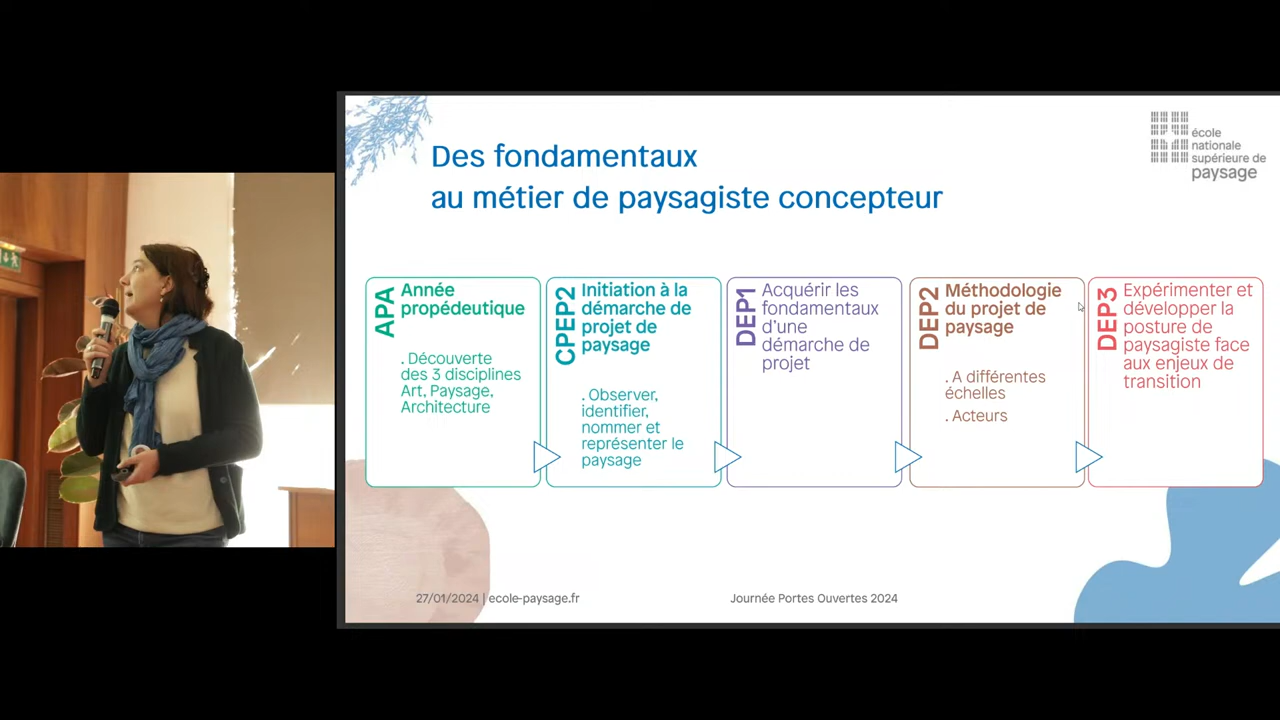 Des fondamentaux
au métier de paysagiste concepteur
école
nationale
supérieure de
paysage
APA
Année
propédeutique
. Découverte
des 3 disciplines
Art, Paysage,
Architecture
CPEP2
Initiation à la
démarche de
projet de
paysage
. Observer,
identifier,
nommer et
représenter le
paysage
DEP1
Acquérir les
fondamentaux
d'une
démarche de
projet
DEP2
Méthodologie
du projet de
paysage
. A différentes
échelles
. Acteurs
DEP3
Expérimenter et
développer la
posture de
paysagiste face
aux enjeux de
transition
27/01/2024 | ecole-paysage.fr
Journée Portes Ouvertes 2024